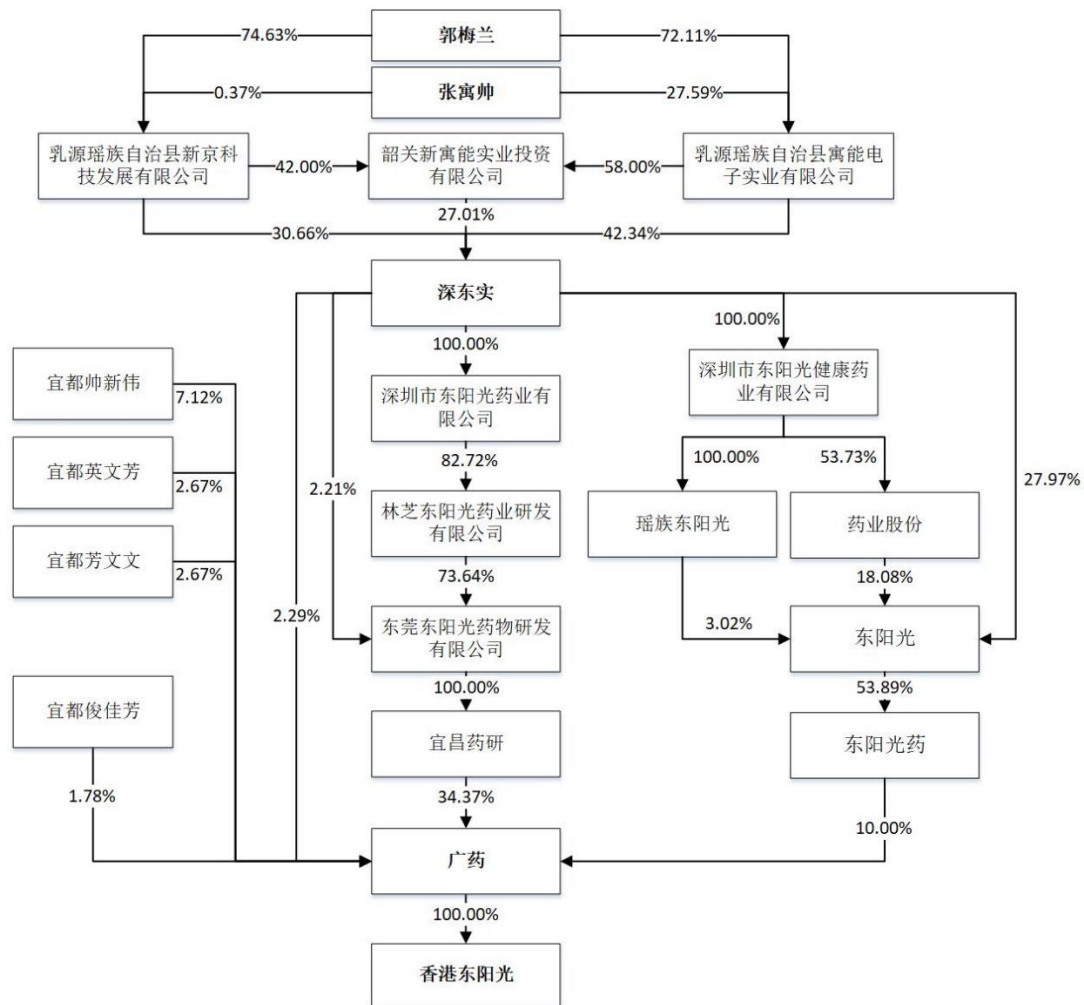 74.63%
郭梅兰
72.11%
0.37%
张寓帅
27.59%
乳源瑶族自治县新京科
技发展有限公司
42.00%
韶关新寓能实业投资
有限公司
58.00%
乳源瑶族自治县寓能电
子实业有限公司
27.01%
30.66%
42.34%
深东实
100.00%
100.00%
宜都帅新伟
7.12%
深圳市东阳光药业有
限公司
深圳市东阳光健康药
业有限公司
宜都英文芳
2.67%
82.72%
100.00%
53.73%
2.21%
27.97%
林芝东阳光药业研发
有限公司
瑶族东阳光
药业股份
宜都芳文文
2.67%
73.64%
18.08%
2.29%
东莞东阳光药物研发
有限公司
3.02%
东阳光
100.00%
53.89%
宜都俊佳芳
宜昌药研
东阳光药
1.78%
34.37%
10.00%
广药
100.00%
香港东阳光